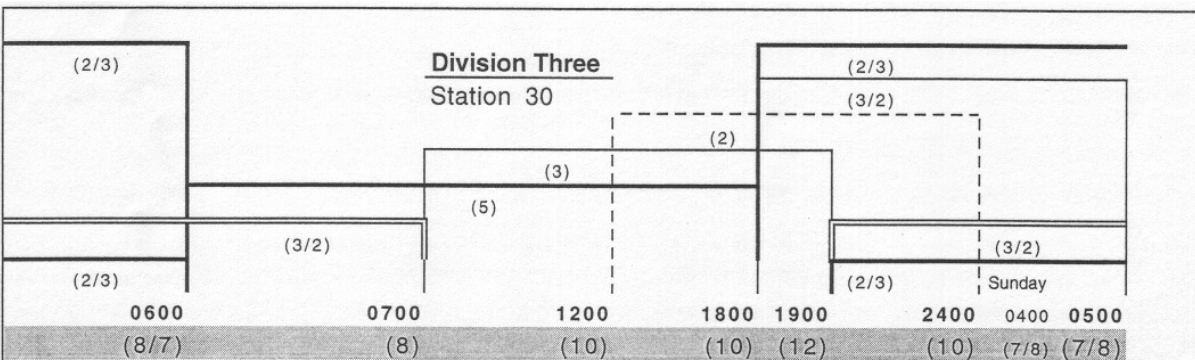 (2/3)
Division Three
Station 30
(2/3)
(3/2)
(2)
(3)
(5)
(3/2)
(3/2)
(2/3)
(2/3)
Sunday
0600 0700 1200 1800 1900 2400 0400 0500
(8/7) (8) (10) (10) (12) (10) (7/8) (7/8)